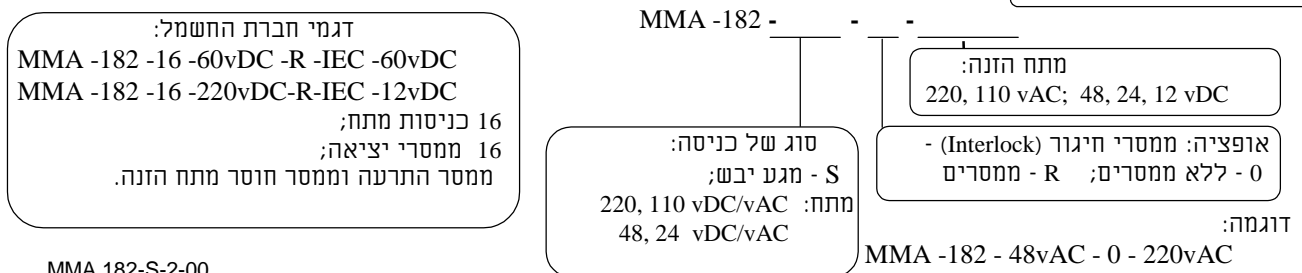 MMA -182 - - -
דגמי חברת החשמל:
MMA -182 -16 -60vDC -R -IEC -60vDC
MMA -182 -16 -220vDC-R-IEC -12vDC
16 כניסות מתח;
16 ממסרי יציאה;
ממסר התרעה וממסר חוסר מתח הזנה.
מתח הזנה:
220, 110 vAC; 48, 24, 12 vDC
אופציה: ממסרי חיגור (Interlock) -
0 - ללא ממסרים; R - ממסרים
סוג של כניסה:
S - מגע יבש;
מתח: 220, 110 vDC/vAC
48, 24 vDC/vAC
דוגמה:
MMA -182 - 48vAC - 0 - 220vAC
MMA 182-S-2-00